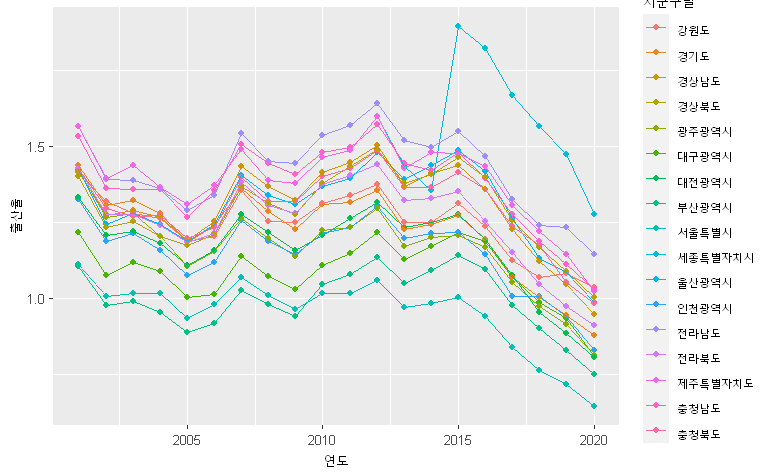 시군구별
강원도
경기도
경상남도
경상북도
광주광역시
대구광역시
대전광역시
부산광역시
서울특별시
세종특별자치시
울산광역시
인천광역시
전라남도
전라북도
제주특별자치도
충청남도
충청북도
출산율
1.5
1.0
2005
2010
2015
2020
연도